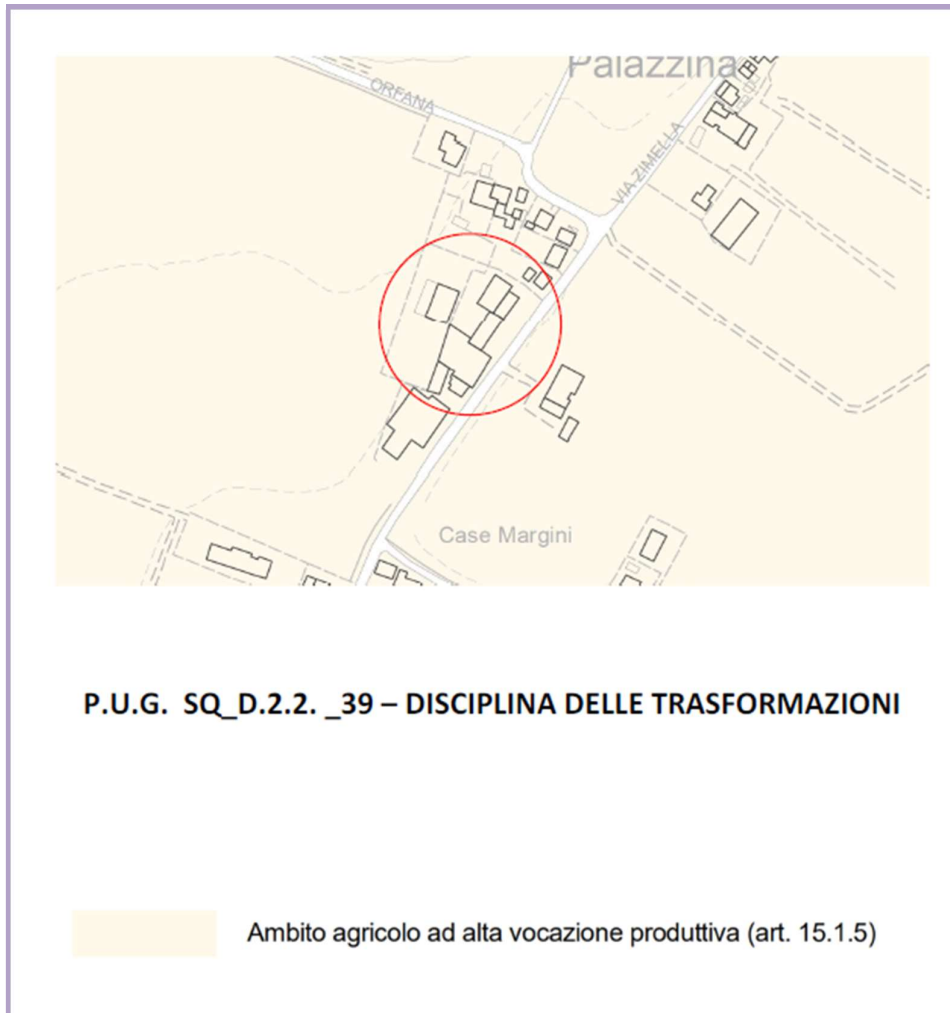 Palazzina
ORFANA
VIA ZIMELLA
Case Margini
P.U.G. SQ_D.2.2. _39 – DISCIPLINA DELLE TRASFORMAZIONI
Ambito agricolo ad alta vocazione produttiva (art. 15.1.5)